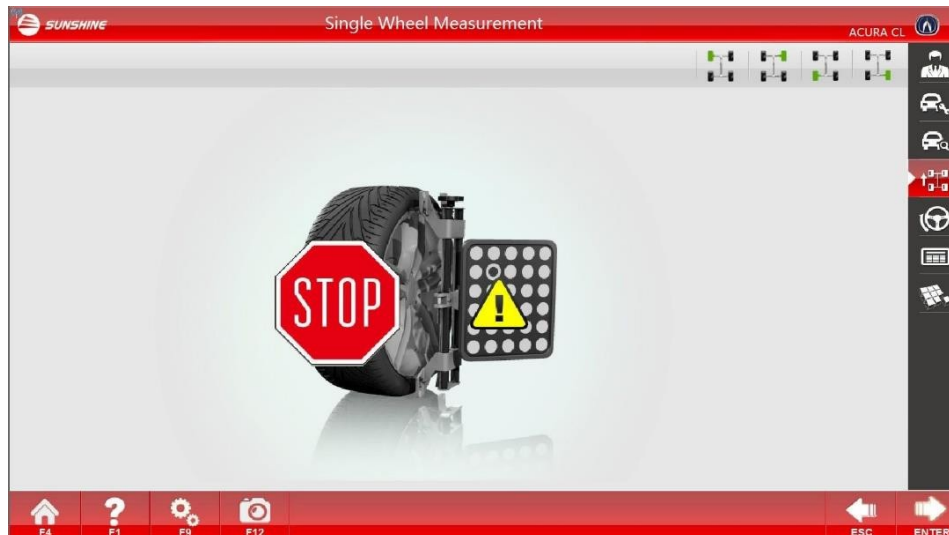 SUNSHINE
Single Wheel Measurement
ACURA CL
STOP
!
F4
F1
F9
F12
ESC
ENTER